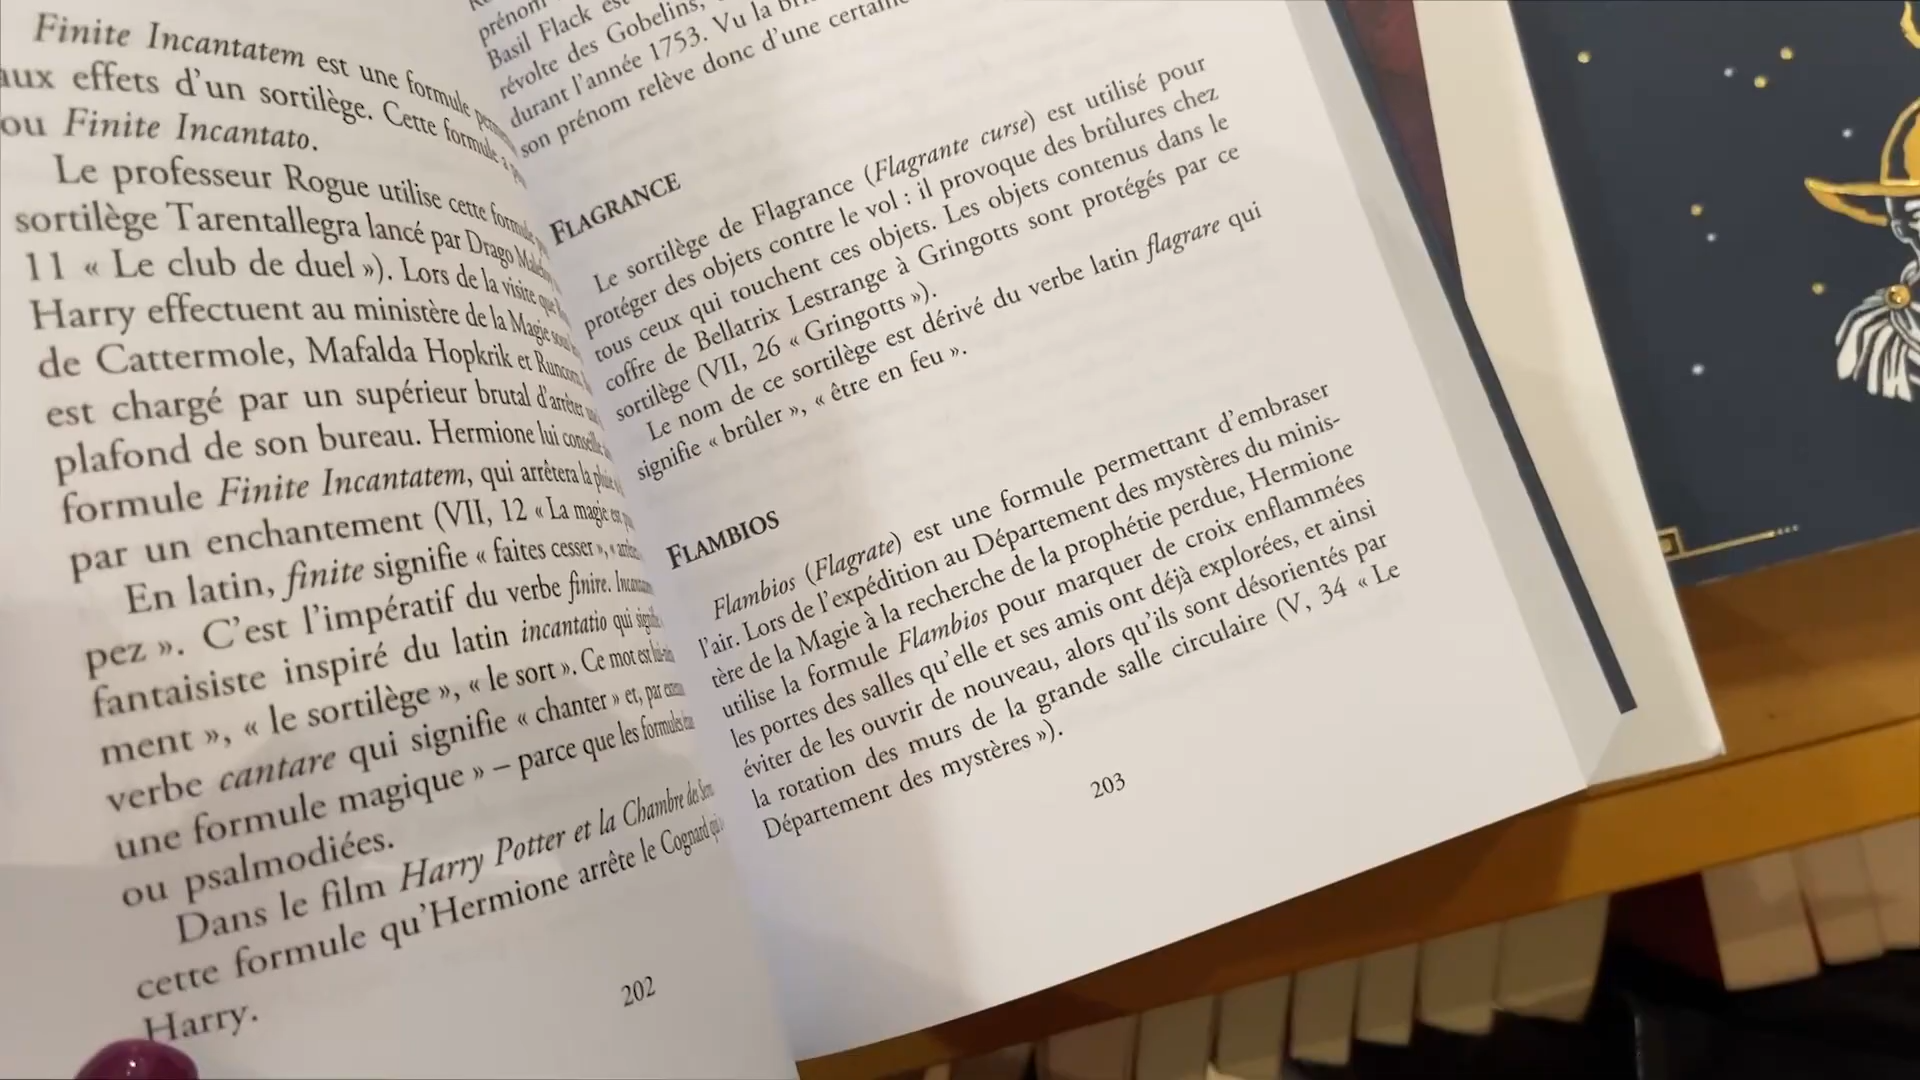 Finite Incantatem est une formule
aux effets d'un sortilège. Cette formule a
ou Finite Incantato.
Le professeur Rogue utilise cette formule
sortilège Tarentallegra lancé par Drago
11 « Le club de duel »). Lors de la visite que
Harry effectuent au ministère de la Magie sous
de Cattermole, Mafalda Hopkrik et Runcorn,
est chargé par un supérieur brutal d'arrêter
plafond de son bureau. Hermione lui conseille
formule Finite Incantatem, qui arrêtera la pluie
par un enchantement (VII, 12 « La magie est
En latin, finite signifie « faites cesser »,
pez ». C'est l'impératif du verbe finire.
fantaisiste inspiré du latin incantatio qui
ment », « le sortilège », « le sort ». Ce mot est
verbe cantare qui signifie « chanter » et, par
une formule magique » – parce que les formules
ou psalmodiées.
Dans le film Harry Potter et la Chambre des
cette formule qu'Hermione arrête le Cognard
Harry.
202
prénom
Basil Flack
révolte des Gobelins,
durant l'année 1753. Vu la
son prénom relève donc d'une certaine
FLAGRANCE
Le sortilège de Flagrance (Flagrante curse) est utilisé pour
protéger des objets contre le vol : il provoque des brûlures chez
tous ceux qui touchent ces objets. Les objets contenus dans le
coffre de Bellatrix Lestrange à Gringotts sont protégés par ce
sortilège (VII, 26 « Gringotts »).
Le nom de ce sortilège est dérivé du verbe latin flagrare qui
signifie « brûler », « être en feu ».
FLAMBIOS
Flambios (Flagrate) est une formule permettant d'embraser
l'air. Lors de l'expédition au Département des mystères du minis-
tère de la Magie à la recherche de la prophétie perdue, Hermione
utilise la formule Flambios pour marquer de croix enflammées
les portes des salles qu'elle et ses amis ont déjà explorées, et ainsi
éviter de les ouvrir de nouveau, alors qu'ils sont désorientés par
la rotation des murs de la grande salle circulaire (V, 34 « Le
Département des mystères »).
203